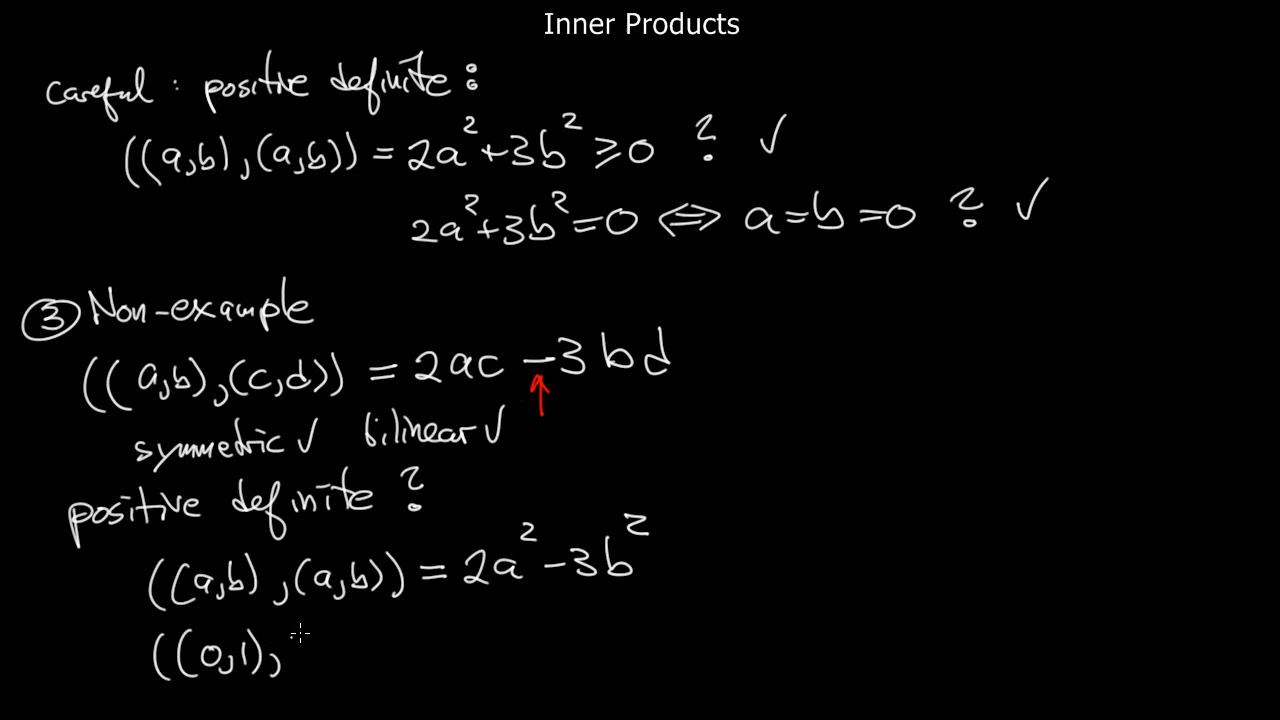 Inner Products
Careful : positive definite :
((a,b),(a,b)) = 2a²+3b² ⩾0 ? ✓
2a²+3b²=0 ⟺ a=b=0 ? ✓
③ Non-example
((a,b),(c,d)) = 2ac -3bd
symmetric ✓ bilinear ✓
positive definite ?
((a,b),(a,b)) = 2a²-3b²
((0,1),